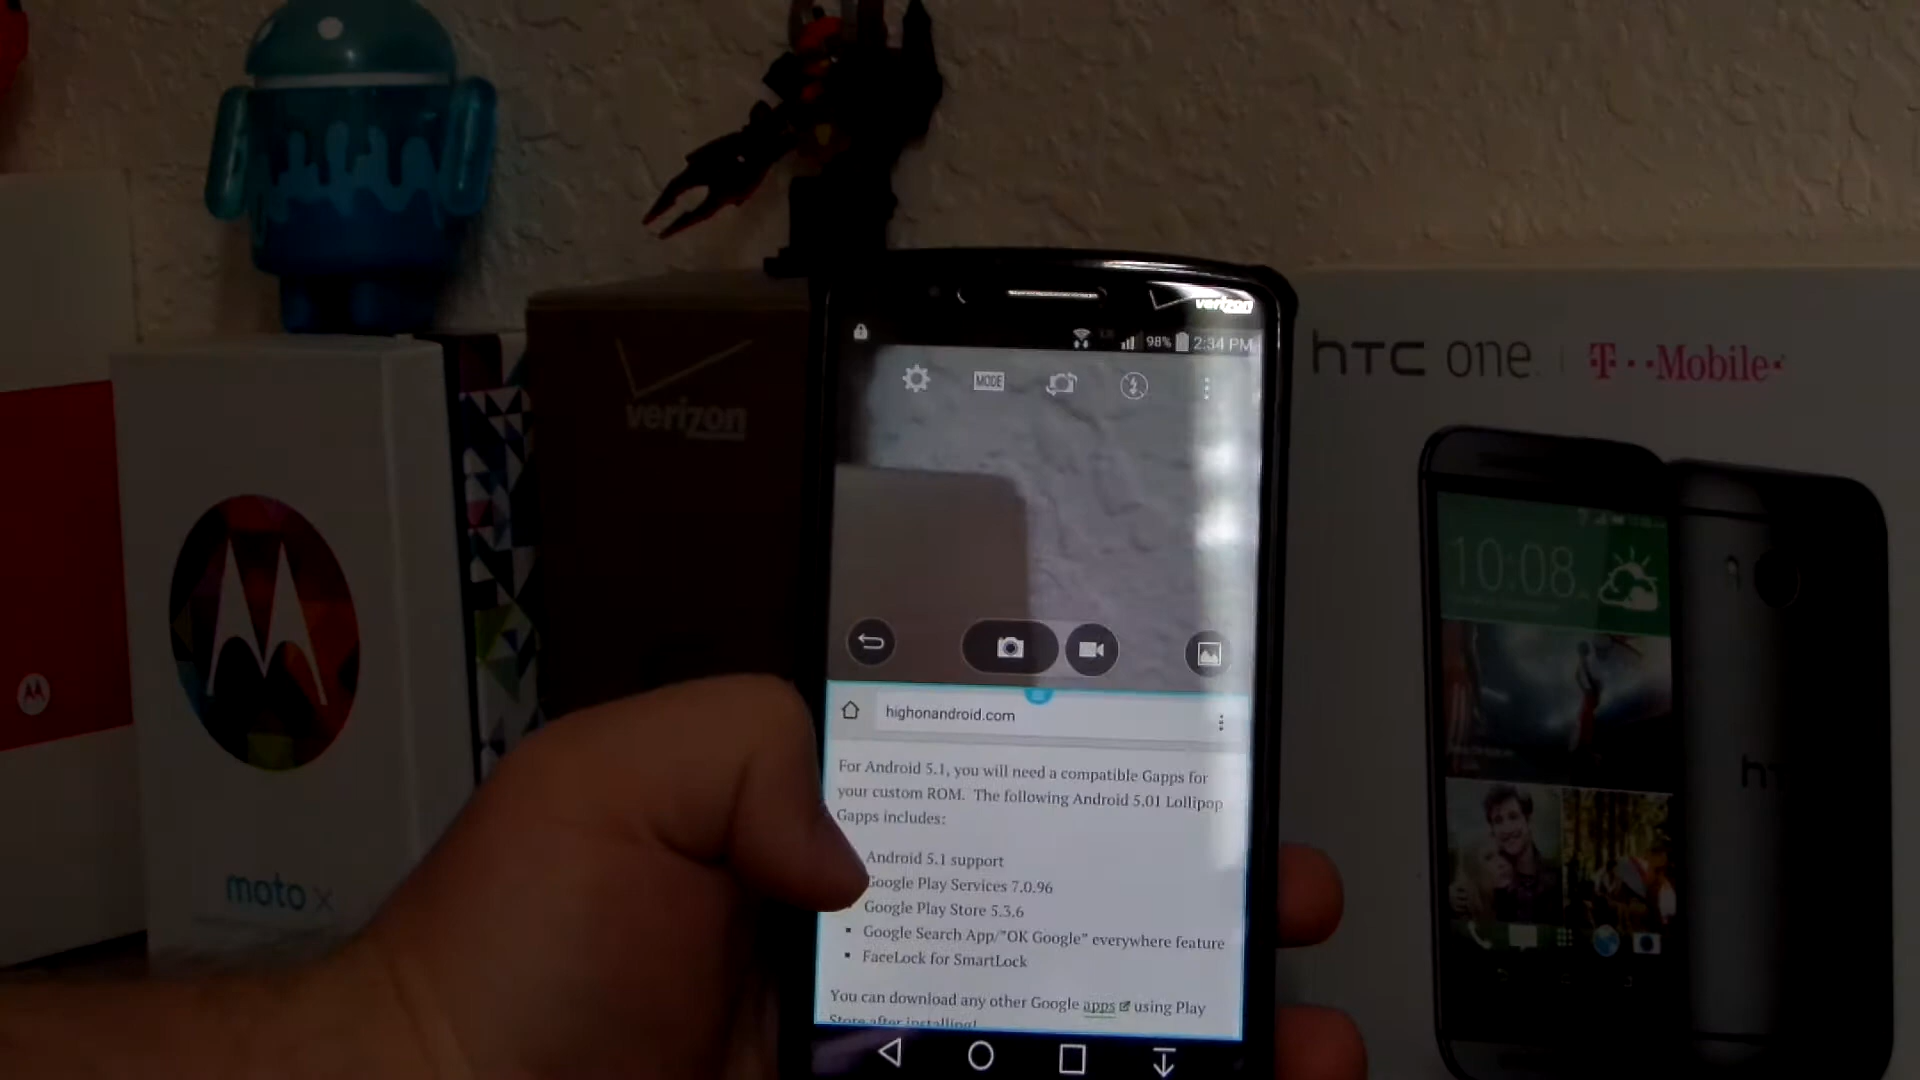 verizon
98% 2:34 PM
MODE
highonandroid.com
For Android 5.1, you will need a compatible Gapps for
your custom ROM. The following Android 5.01 Lollipop
Gapps includes:
Android 5.1 support
Google Play Services 7.0.96
Google Play Store 5.3.6
Google Search App/"OK Google" everywhere feature
FaceLock for SmartLock
You can download any other Google apps using Play
Store after installing!
verizon
moto x
hTC one
T-Mobile
10:08